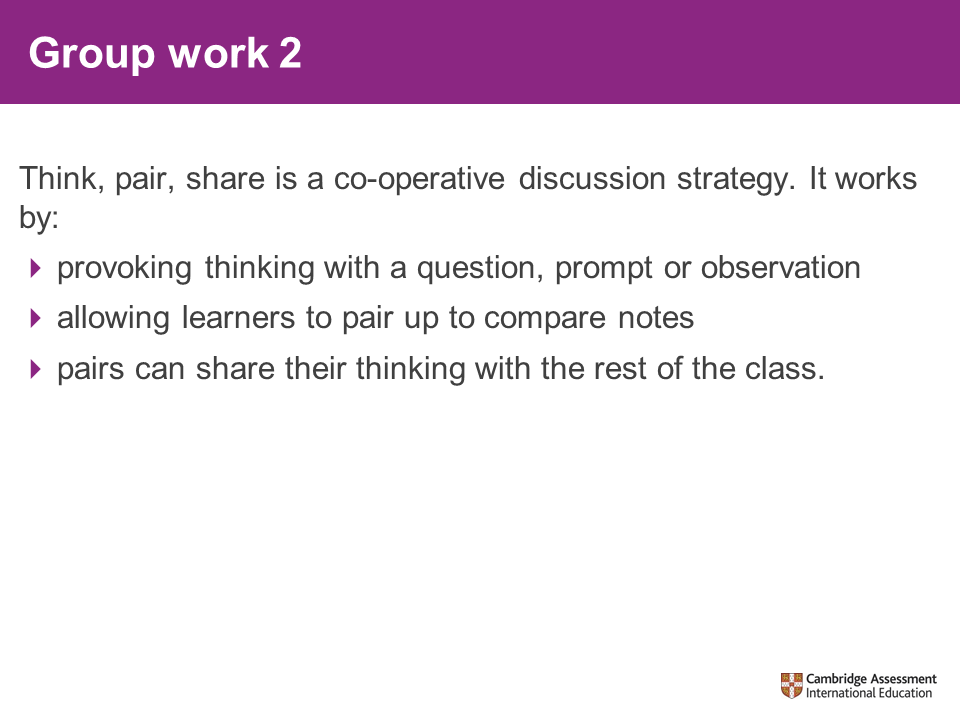 Group work 2
Think, pair, share is a co-operative discussion strategy. It works
by:
provoking thinking with a question, prompt or observation
allowing learners to pair up to compare notes
pairs can share their thinking with the rest of the class.
Cambridge Assessment
International Education